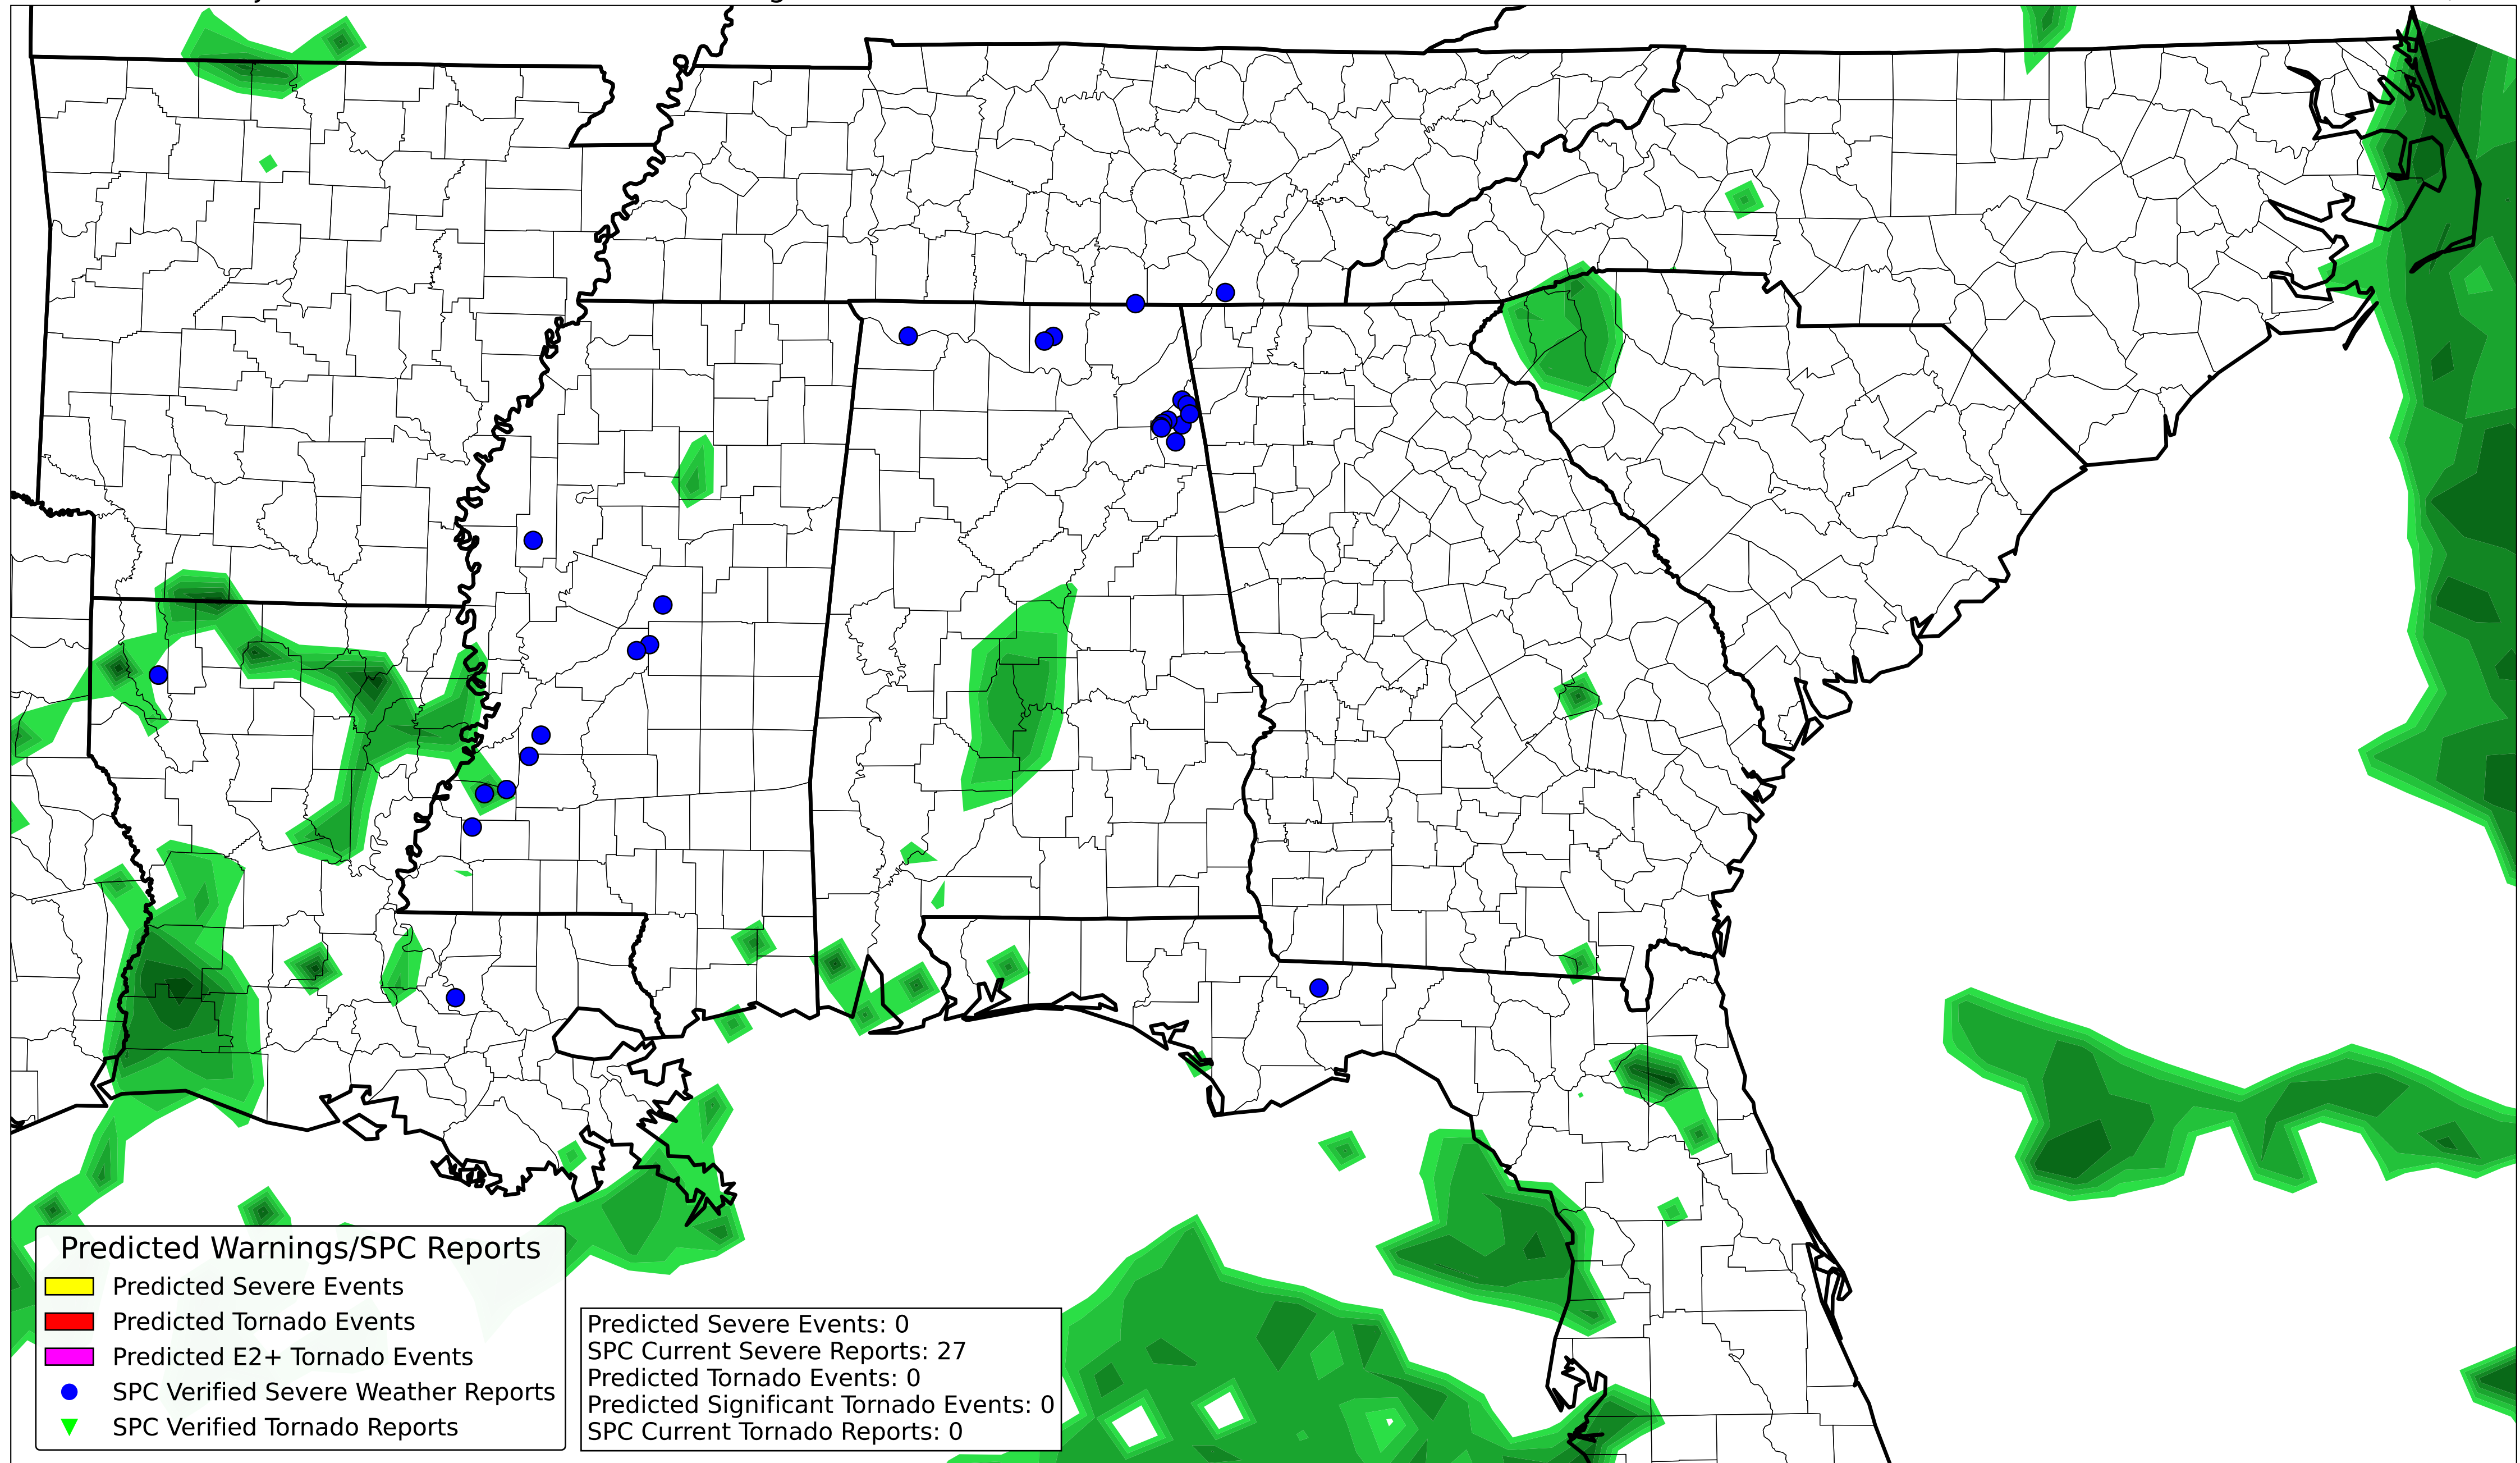 Predicted Warnings/SPC Reports
Predicted Severe Events
Predicted Tornado Events
Predicted E2+ Tornado Events
SPC Verified Severe Weather Reports
SPC Verified Tornado Reports
Predicted Severe Events: 0
SPC Current Severe Reports: 27
Predicted Tornado Events: 0
Predicted Significant Tornado Events: 0
SPC Current Tornado Reports: 0